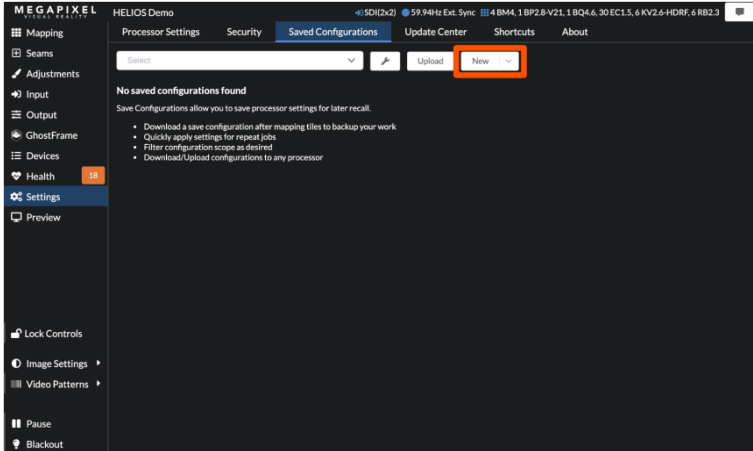 MEGAPIXEL
VISUAL REALITY
HELIOS Demo
SDI(2x2) 59.94Hz Ext. Sync 4 BM4, 1 BP2.8-V21, 1 BQ4.6, 30 EC1.5, 6 KV2.6-HDRF, 6 RB2.3
Mapping
Seams
Adjustments
Input
Output
GhostFrame
Devices
Health 18
Settings
Preview
Lock Controls
Image Settings
Video Patterns
Pause
Blackout
Processor Settings Security Saved Configurations Update Center Shortcuts About
Select Upload New
No saved configurations found
Save Configurations allow you to save processor settings for later recall.
• Download a save configuration after mapping tiles to backup your work
• Quickly apply settings for repeat jobs
• Filter configuration scope as desired
• Download/Upload configurations to any processor